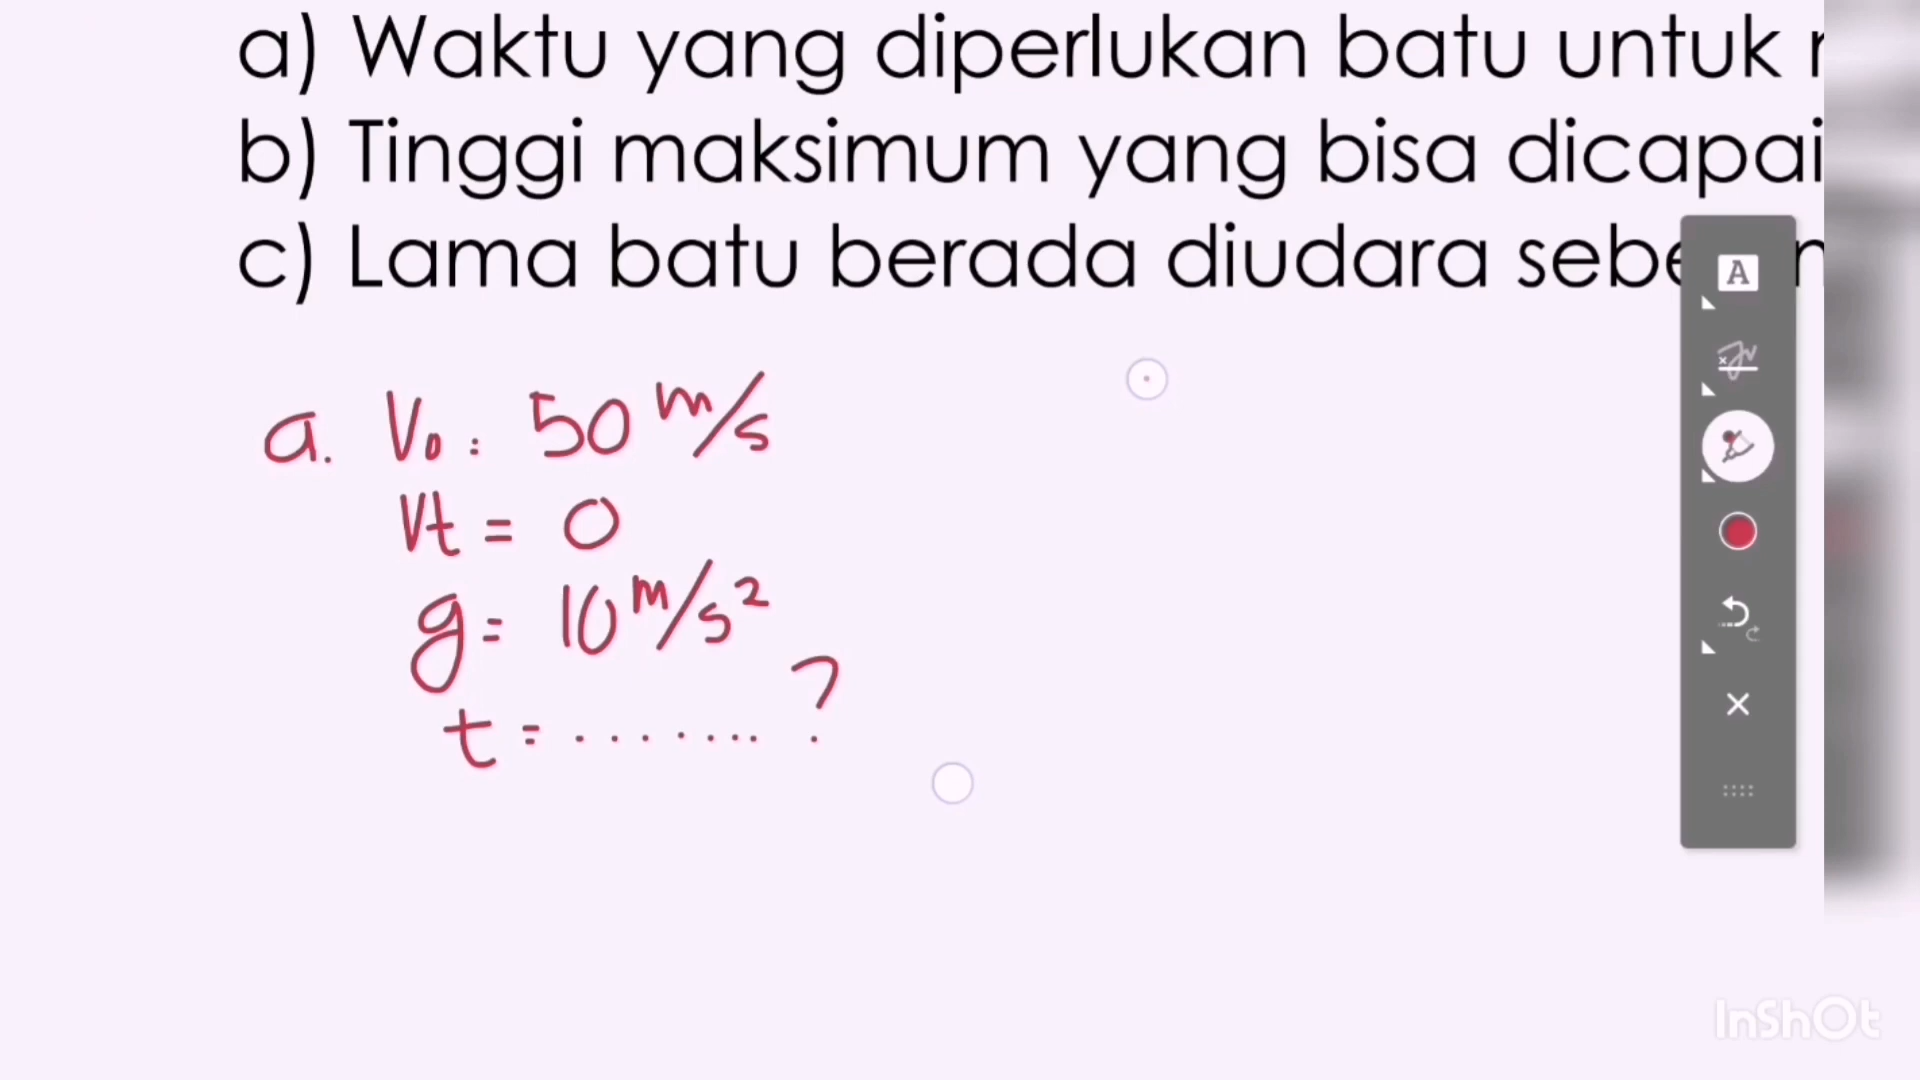 a) Waktu yang diperlukan batu untuk
b) Tinggi maksimum yang bisa dicapai
c) Lama batu berada diudara
a. V0 : 50 m/s
Vt = 0
g = 10 m/s²
t = ....... ?
A
InShOt